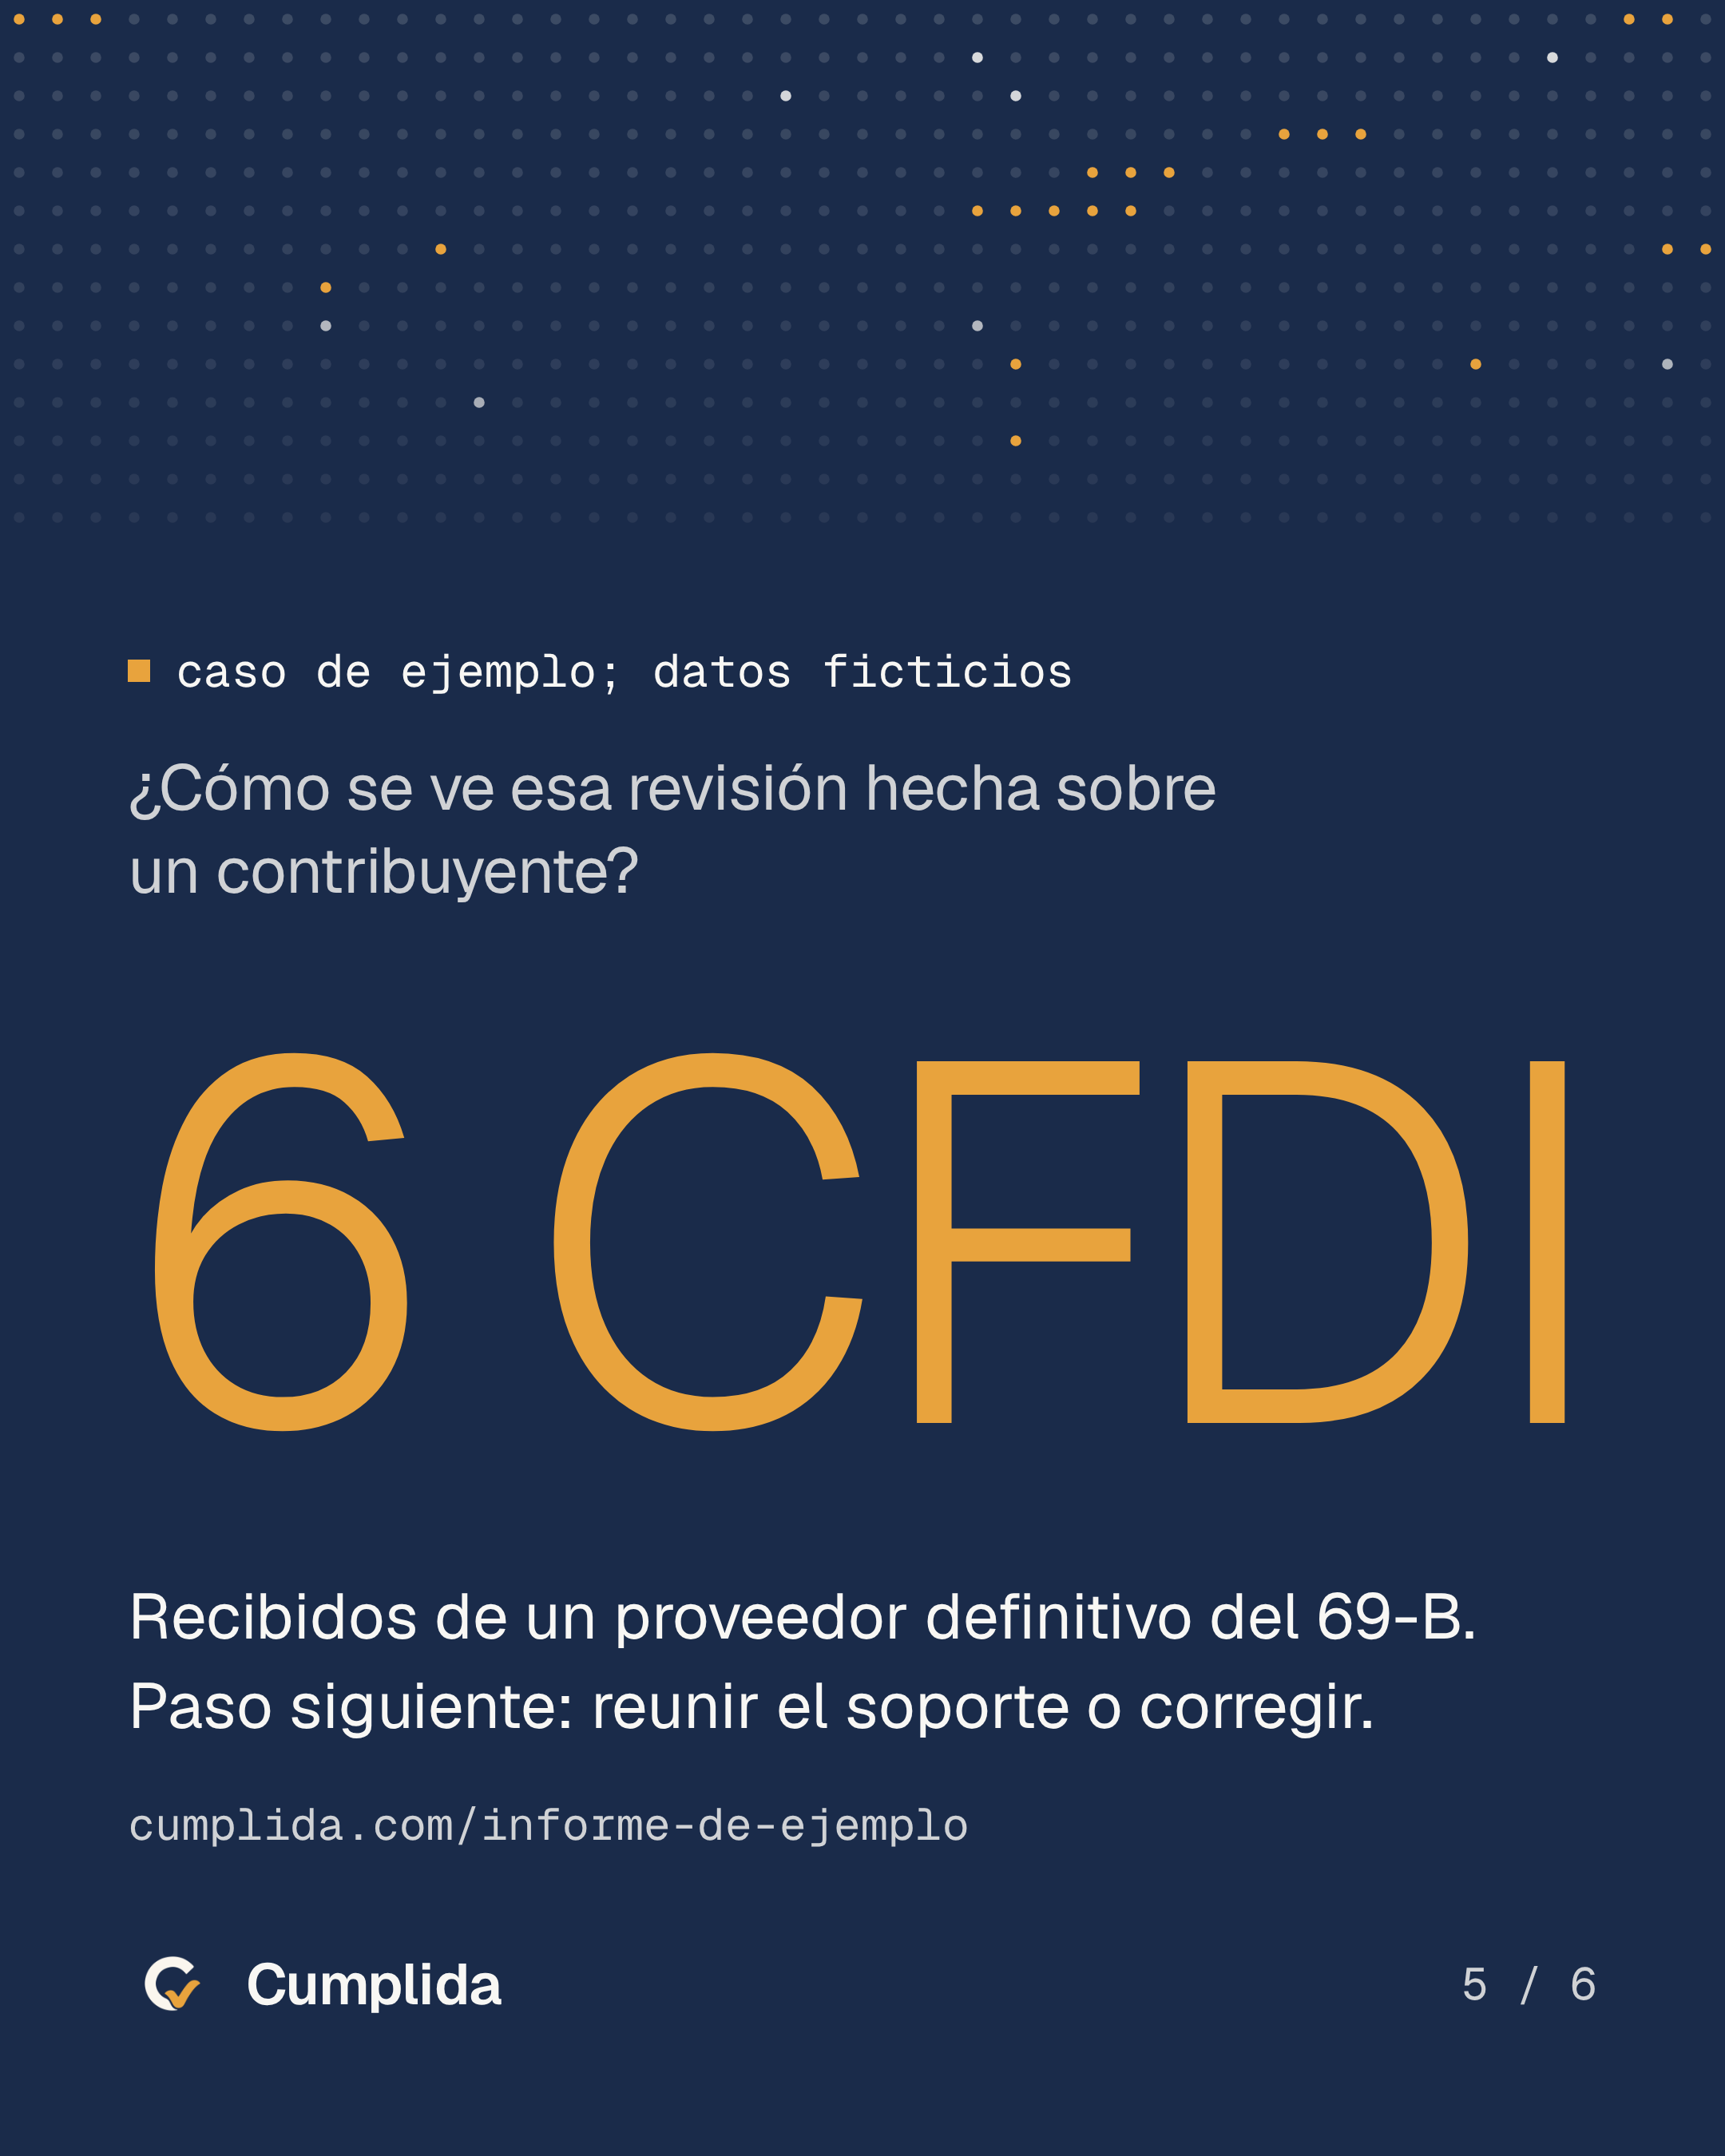 caso de ejemplo; datos ficticios
¿Cómo se ve esa revisión hecha sobre
un contribuyente?
6 CFDI
Recibidos de un proveedor definitivo del 69-B.
Paso siguiente: reunir el soporte o corregir.
cumplida.com/informe-de-ejemplo
Cumplida
5 / 6